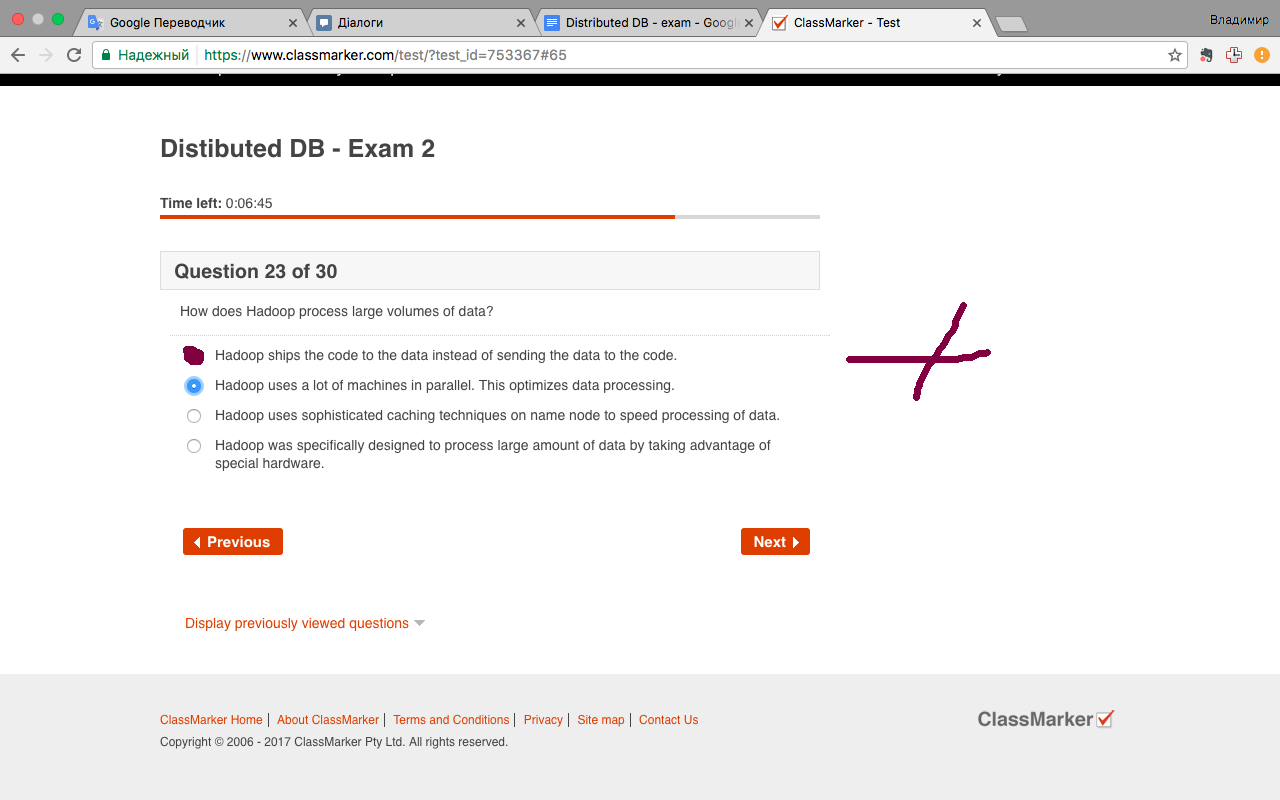 Google Переводчик
Діалоги
Distributed DB - exam - Googl
ClassMarker - Test
Владимир
Надежный
https://www.classmarker.com/test/?test_id=753367#65
Distibuted DB - Exam 2
Time left: 0:06:45
Question 23 of 30
How does Hadoop process large volumes of data?
Hadoop ships the code to the data instead of sending the data to the code.
Hadoop uses a lot of machines in parallel. This optimizes data processing.
Hadoop uses sophisticated caching techniques on name node to speed processing of data.
Hadoop was specifically designed to process large amount of data by taking advantage of
special hardware.
Previous
Next
Display previously viewed questions
ClassMarker Home | About ClassMarker | Terms and Conditions | Privacy | Site map | Contact Us
ClassMarker
Copyright © 2006 - 2017 ClassMarker Pty Ltd. All rights reserved.